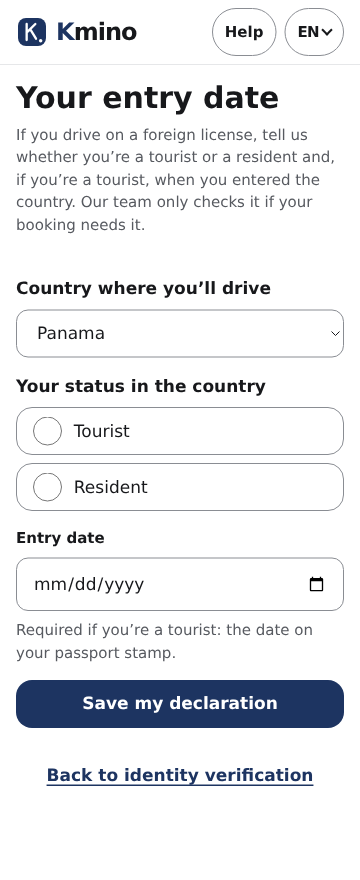 K. Kmino
Help
EN
Your entry date
If you drive on a foreign license, tell us
whether you’re a tourist or a resident and,
if you’re a tourist, when you entered the
country. Our team only checks it if your
booking needs it.
Country where you’ll drive
Panama
Your status in the country
Tourist
Resident
Entry date
mm/dd/yyyy
Required if you’re a tourist: the date on
your passport stamp.
Save my declaration
Back to identity verification